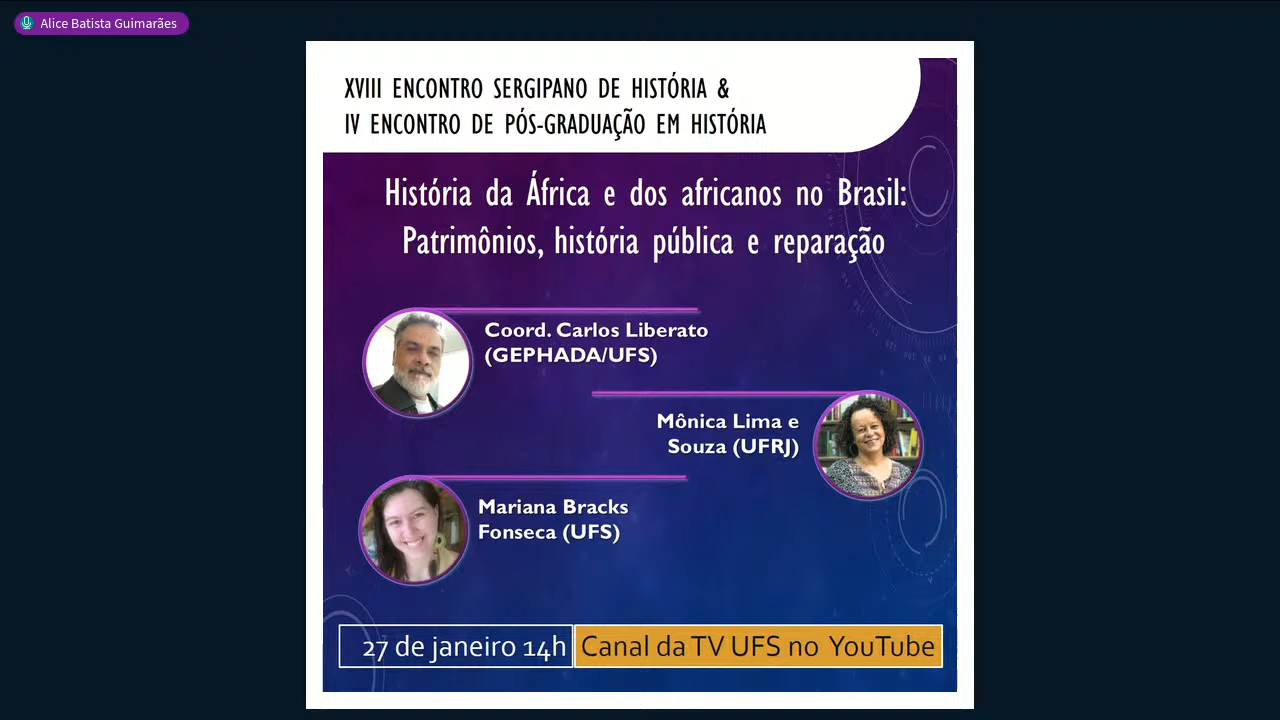 Alice Batista Guimarães
XVIII ENCONTRO SERGIPANO DE HISTÓRIA &
IV ENCONTRO DE PÓS-GRADUAÇÃO EM HISTÓRIA
História da África e dos africanos no Brasil:
Patrimônios, história pública e reparação
Coord. Carlos Liberato
(GEPHADA/UFS)
Mônica Lima e
Souza (UFRJ)
Mariana Bracks
Fonseca (UFS)
27 de janeiro 14h
Canal da TV UFS no YouTube